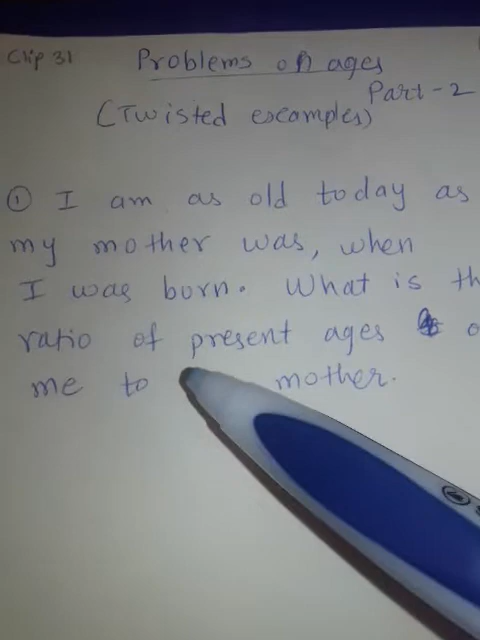 Clip 31
Problems on ages
Part-2
(Twisted examples)
① I am as old today as
my mother was, when
I was born. What is th
ratio of present ages o
me to mother.